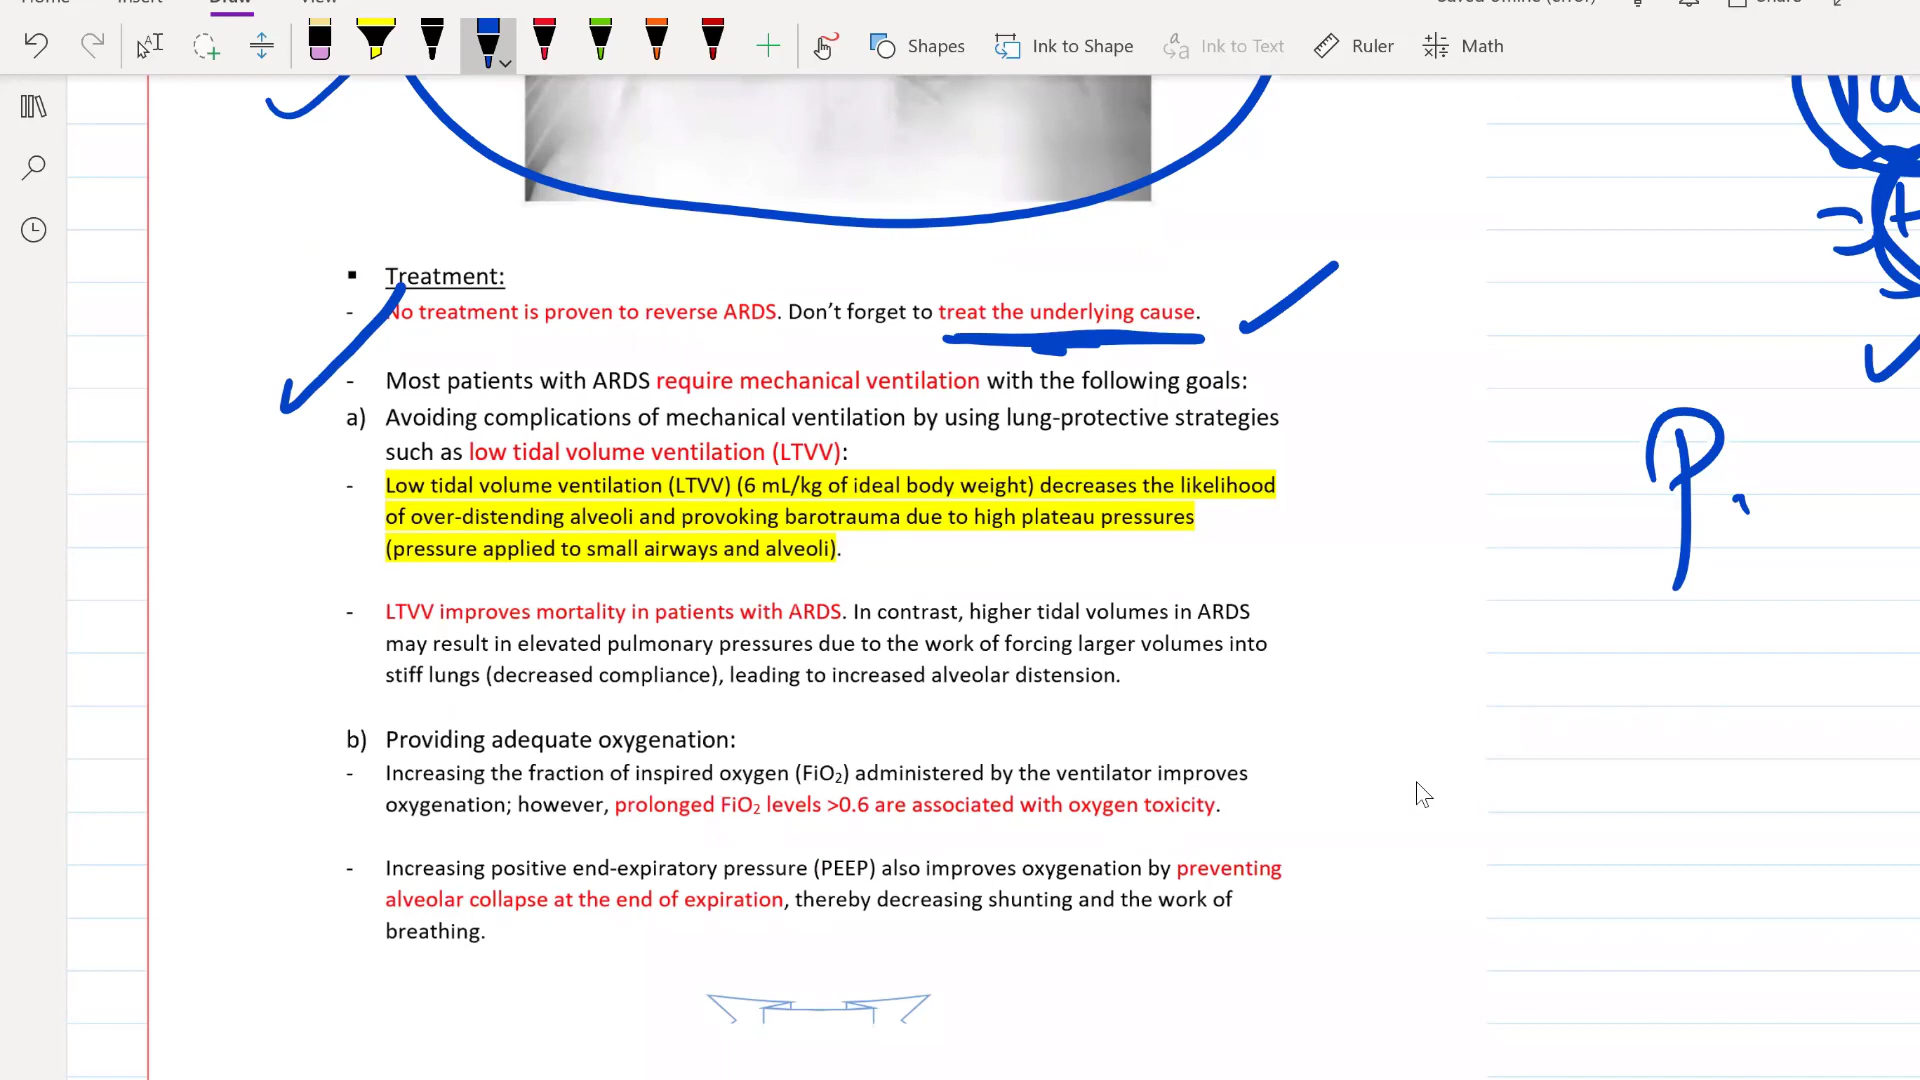 Draw
Shapes
Ink to Shape
Ink to Text
Ruler
Math
▪ Treatment:
- No treatment is proven to reverse ARDS. Don’t forget to treat the underlying cause.
- Most patients with ARDS require mechanical ventilation with the following goals:
a) Avoiding complications of mechanical ventilation by using lung-protective strategies
such as low tidal volume ventilation (LTVV):
- Low tidal volume ventilation (LTVV) (6 mL/kg of ideal body weight) decreases the likelihood
of over-distending alveoli and provoking barotrauma due to high plateau pressures
(pressure applied to small airways and alveoli).
- LTVV improves mortality in patients with ARDS. In contrast, higher tidal volumes in ARDS
may result in elevated pulmonary pressures due to the work of forcing larger volumes into
stiff lungs (decreased compliance), leading to increased alveolar distension.
b) Providing adequate oxygenation:
- Increasing the fraction of inspired oxygen (FiO₂) administered by the ventilator improves
oxygenation; however, prolonged FiO₂ levels >0.6 are associated with oxygen toxicity.
- Increasing positive end-expiratory pressure (PEEP) also improves oxygenation by preventing
alveolar collapse at the end of expiration, thereby decreasing shunting and the work of
breathing.
P